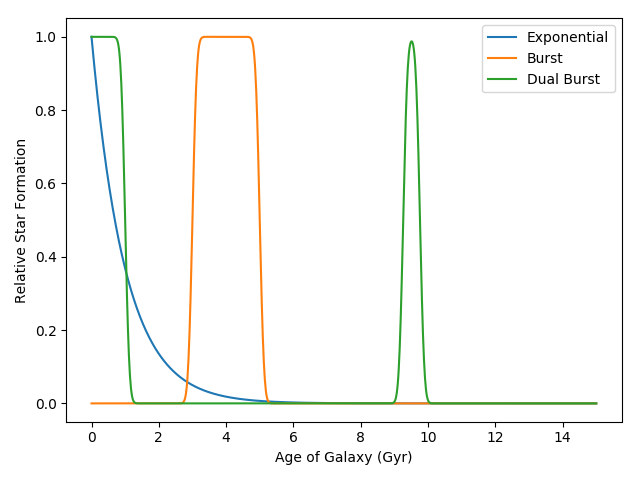 Exponential
Burst
Dual Burst
1.0
0.8
0.6
0.4
0.2
0.0
Relative Star Formation
0 2 4 6 8 10 12 14
Age of Galaxy (Gyr)